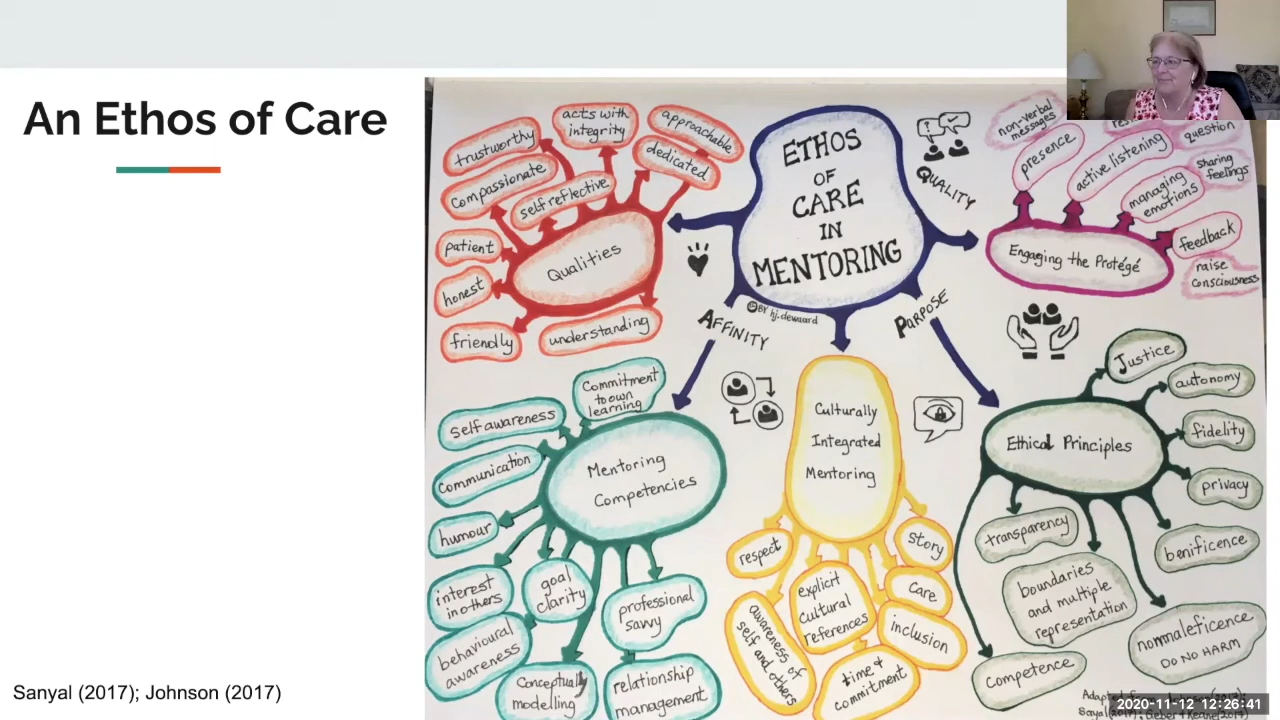 An Ethos of Care
ETHOS
OF
CARE
IN
MENTORING
BY hj.dewaard
QUALITY
AFFINITY
PURPOSE
Qualities
trustworthy
acts with
integrity
approachable
compassionate
self reflective
dedicated
patient
honest
friendly
understanding
Engaging the Protégé
non-verbal
messages
presence
active listening
question
sharing
feelings
managing
emotions
feedback
raise
consciousness
Mentoring
Competencies
Commitment
to own
learning
self awareness
communication
humour
interest
in others
goal
clarity
professional
savvy
behavioural
awareness
Conceptually
modelling
relationship
management
Culturally
Integrated
Mentoring
respect
story
explicit
cultural
references
care
awareness of
self and others
inclusion
time &
commitment
Ethical Principles
Justice
autonomy
fidelity
privacy
transparency
benificence
boundaries
and multiple
representation
nonmaleficence
DO NO HARM
competence
Sanyal (2017); Johnson (2017)
2020-11-12 12:26:41